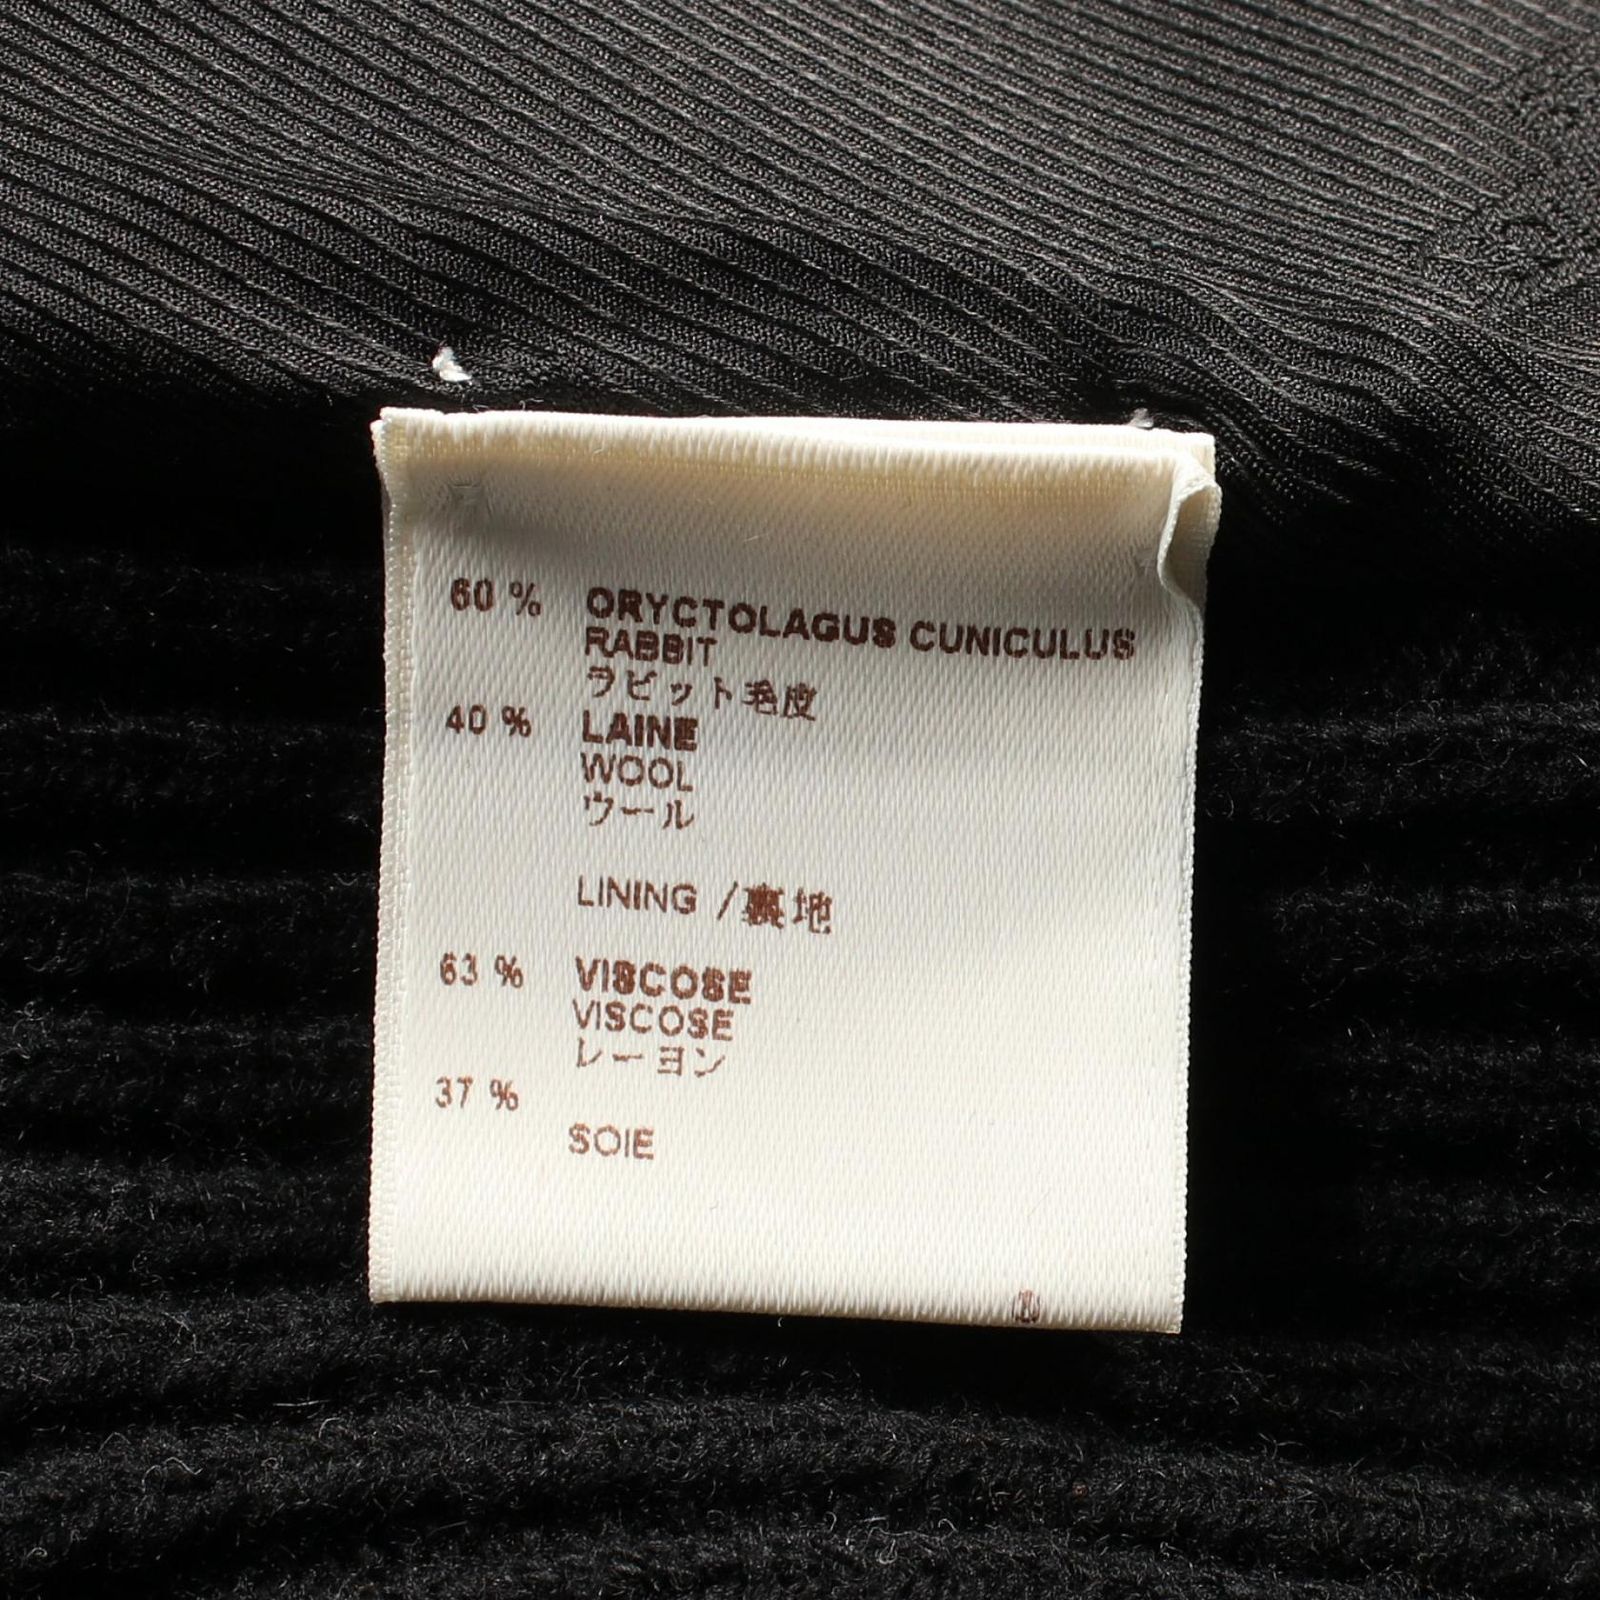 60 % ORYCTOLAGUS CUNICULUS
RABBIT
ラビット毛皮
40 % LAINE
WOOL
ウール
LINING /裏地
63 % VISCOSE
VISCOSE
レーヨン
37 %
SOIE